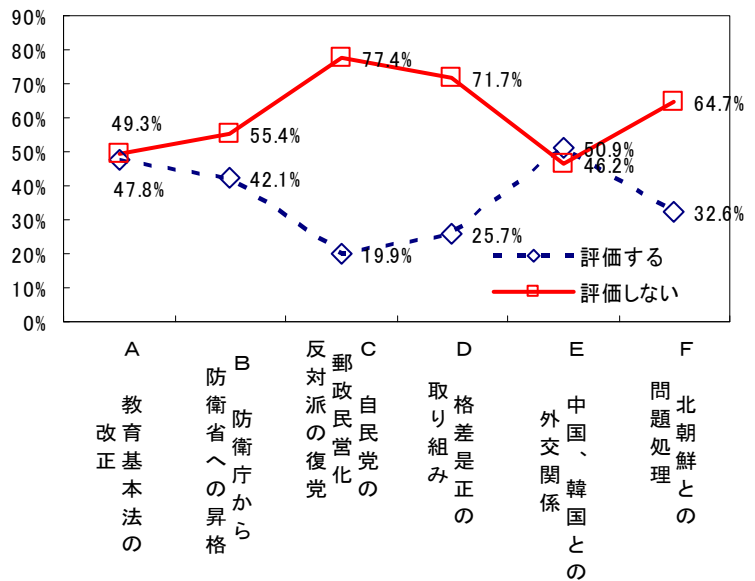 90%
80%
70%
60%
50%
40%
30%
20%
10%
0%
49.3%
47.8%
55.4%
42.1%
77.4%
19.9%
71.7%
25.7%
50.9%
46.2%
64.7%
32.6%
評価する
評価しない
A 教育基本法の
改正
B 防衛庁から
防衛省への昇格
C 自民党の
郵政民営化
反対派の復党
D 格差是正の
取り組み
E 中国、韓国との
外交関係
F 北朝鮮との
問題処理